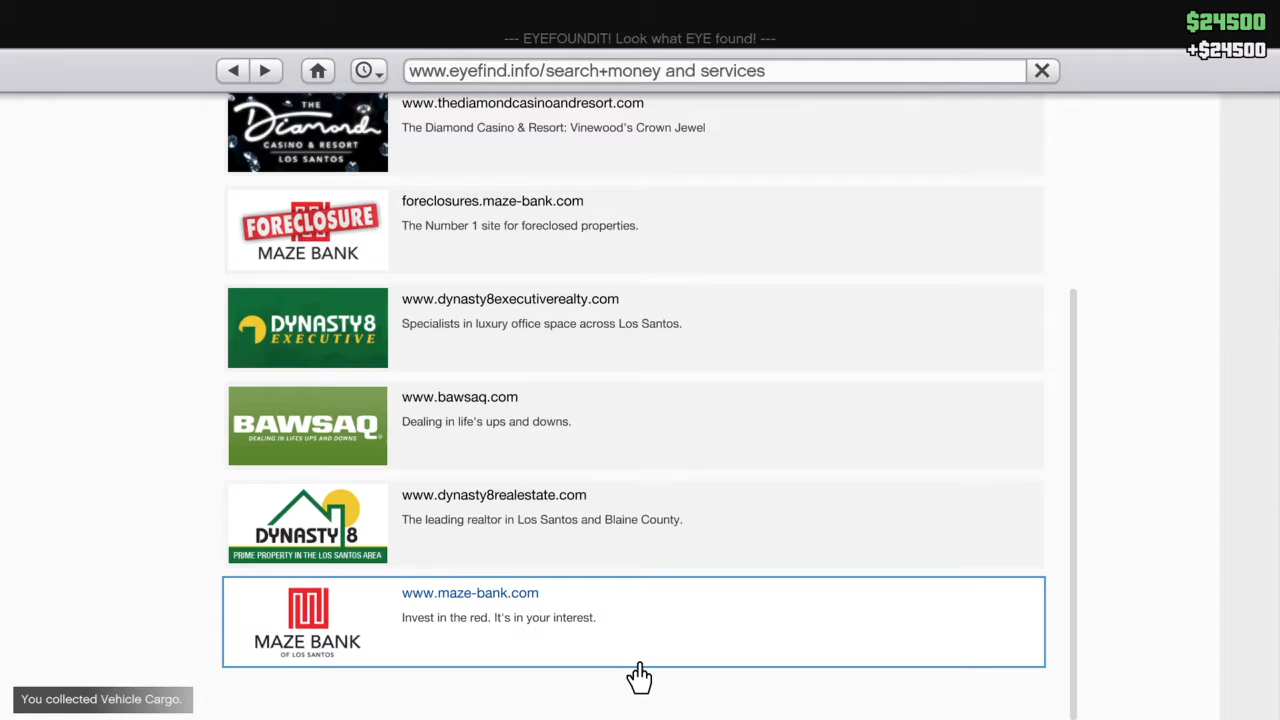 $24500
--- EYEFOUNDIT! Look what EYE found! ---
+$24500
www.eyefind.info/search+money and services
THE
Diamond
CASINO & RESORT
LOS SANTOS
www.thediamondcasinoandresort.com
The Diamond Casino & Resort: Vinewood's Crown Jewel
FORECLOSURE
MAZE BANK
foreclosures.maze-bank.com
The Number 1 site for foreclosed properties.
DYNASTY8
EXECUTIVE
www.dynasty8executiverealty.com
Specialists in luxury office space across Los Santos.
BAWSAQ
DEALING IN LIFES UPS AND DOWNS
www.bawsaq.com
Dealing in life's ups and downs.
DYNASTY 8
PRIME PROPERTY IN THE LOS SANTOS AREA
www.dynasty8realestate.com
The leading realtor in Los Santos and Blaine County.
MAZE BANK
OF LOS SANTOS
www.maze-bank.com
Invest in the red. It's in your interest.
You collected Vehicle Cargo.